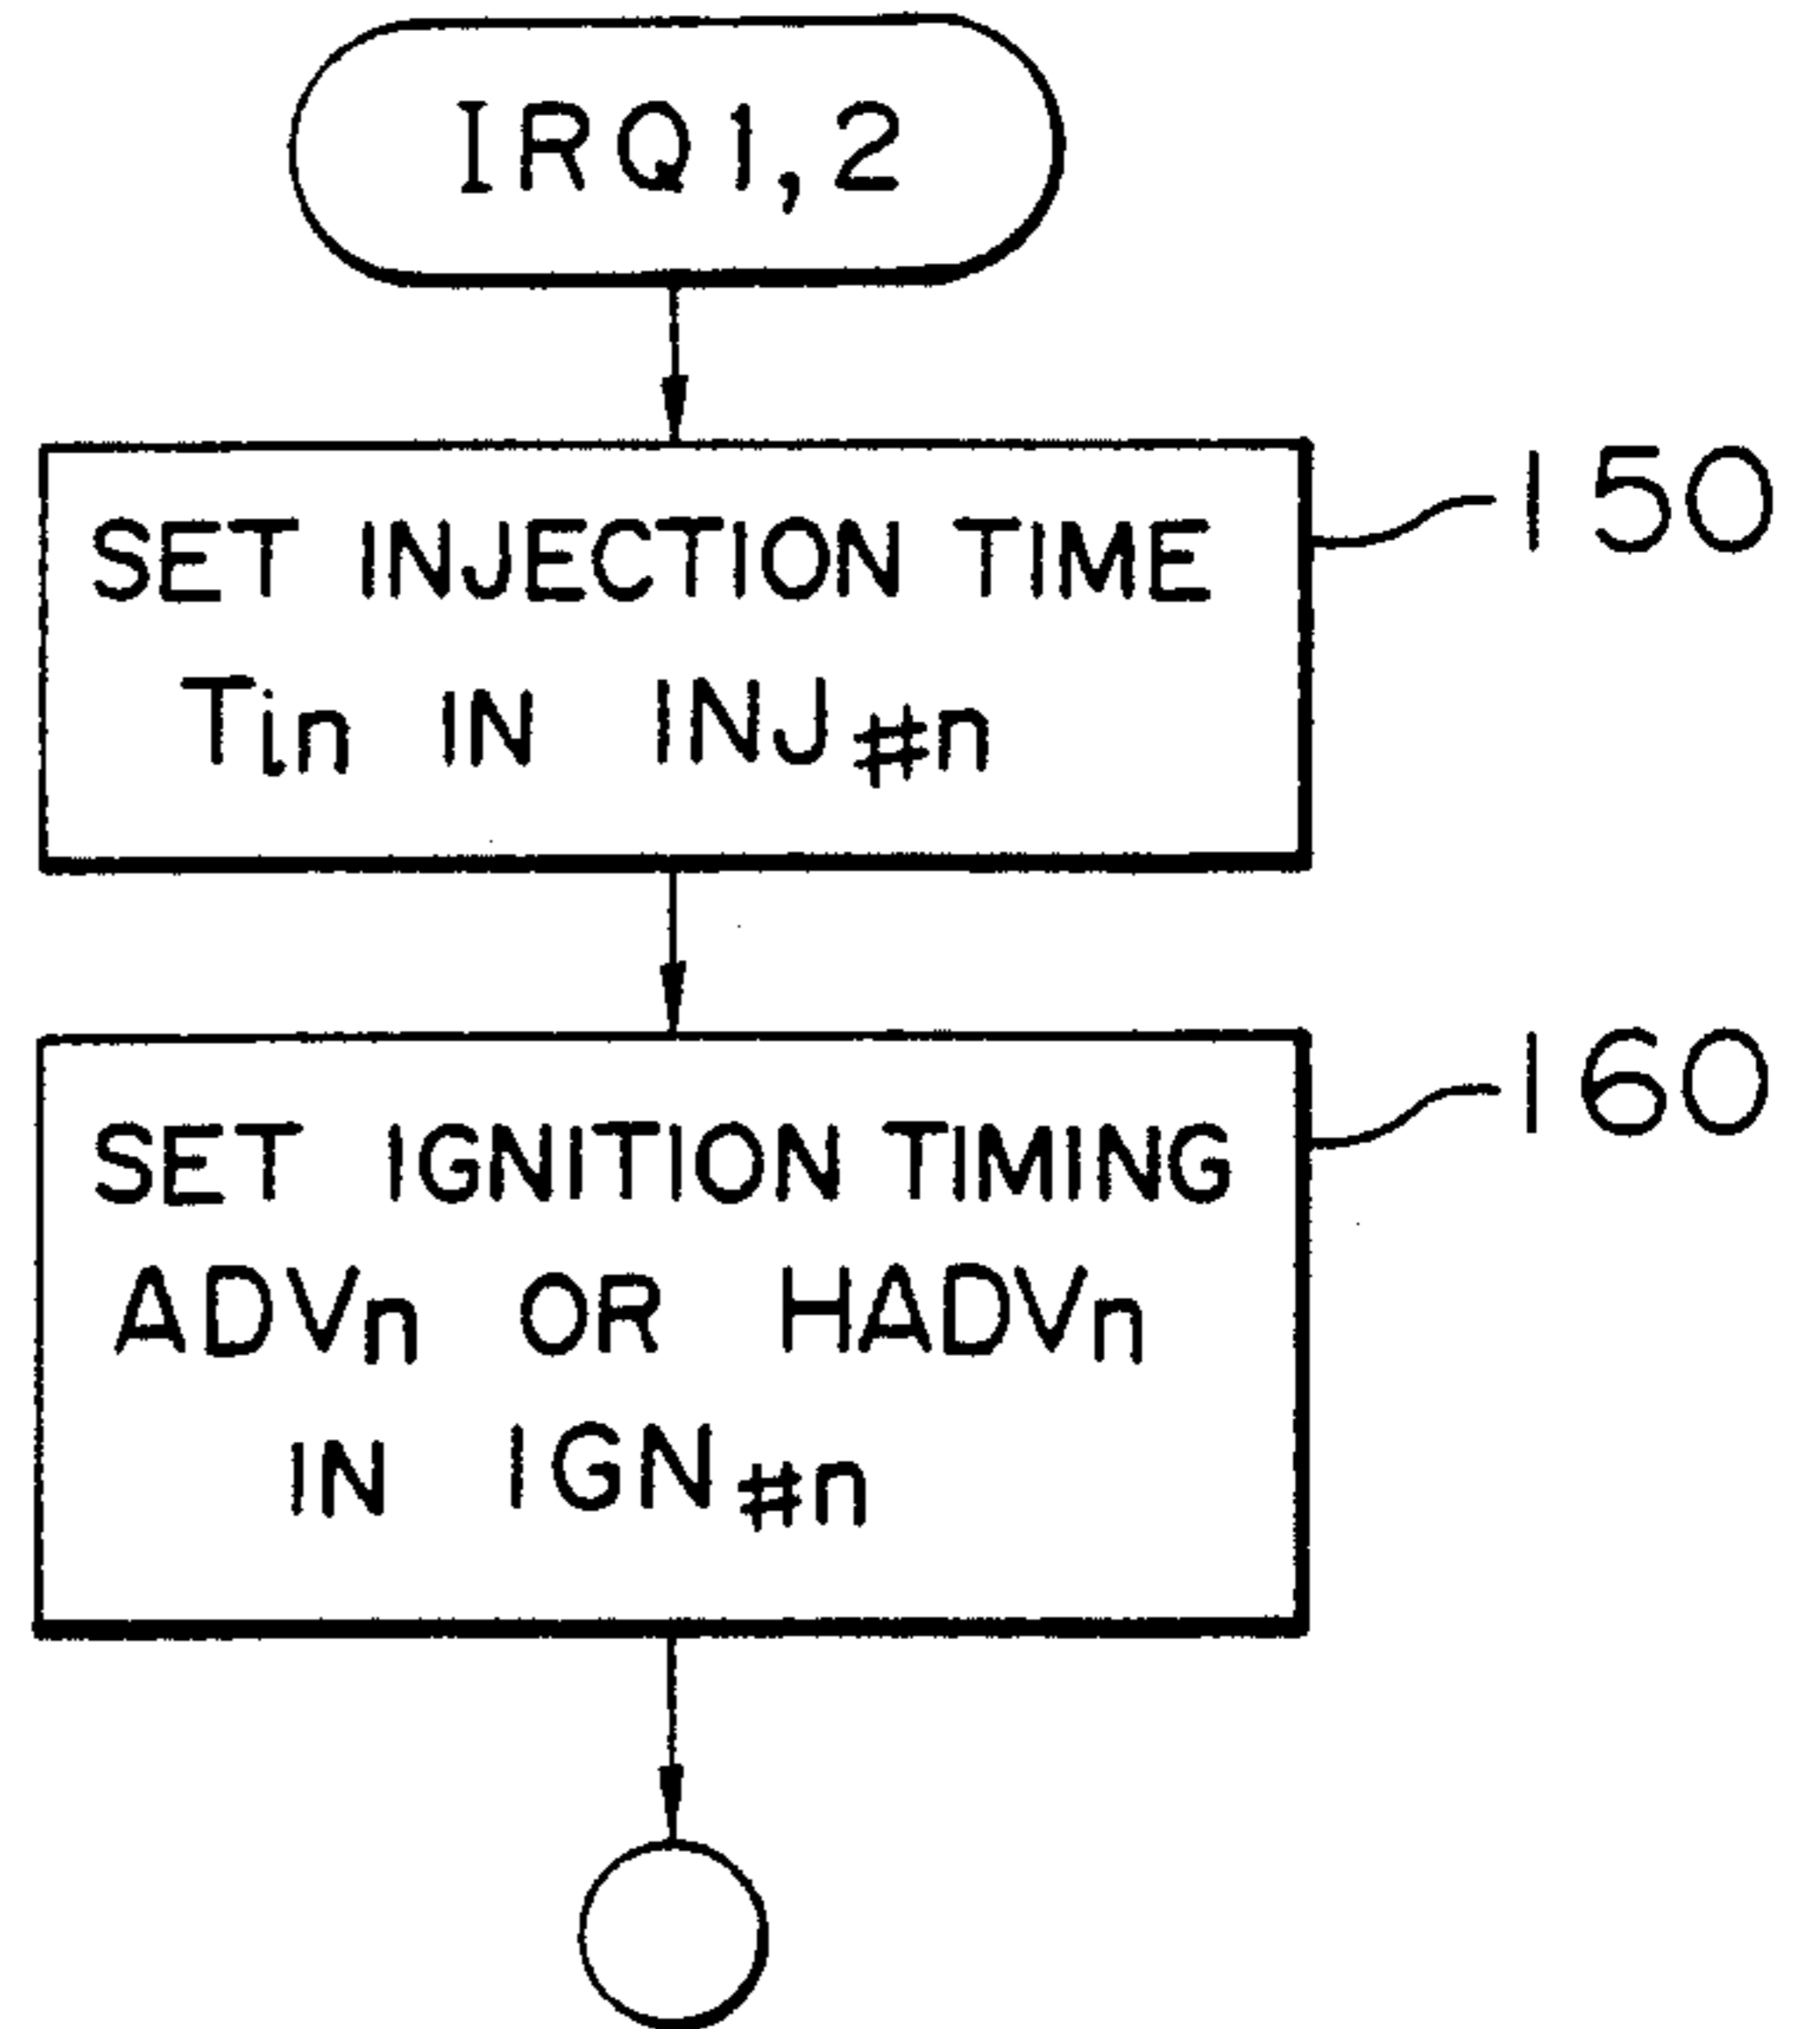 IRQ1,2
SET INJECTION TIME
Tin IN INJ#n
150
SET IGNITION TIMING
ADVn OR HADVn
IN IGN#n
160